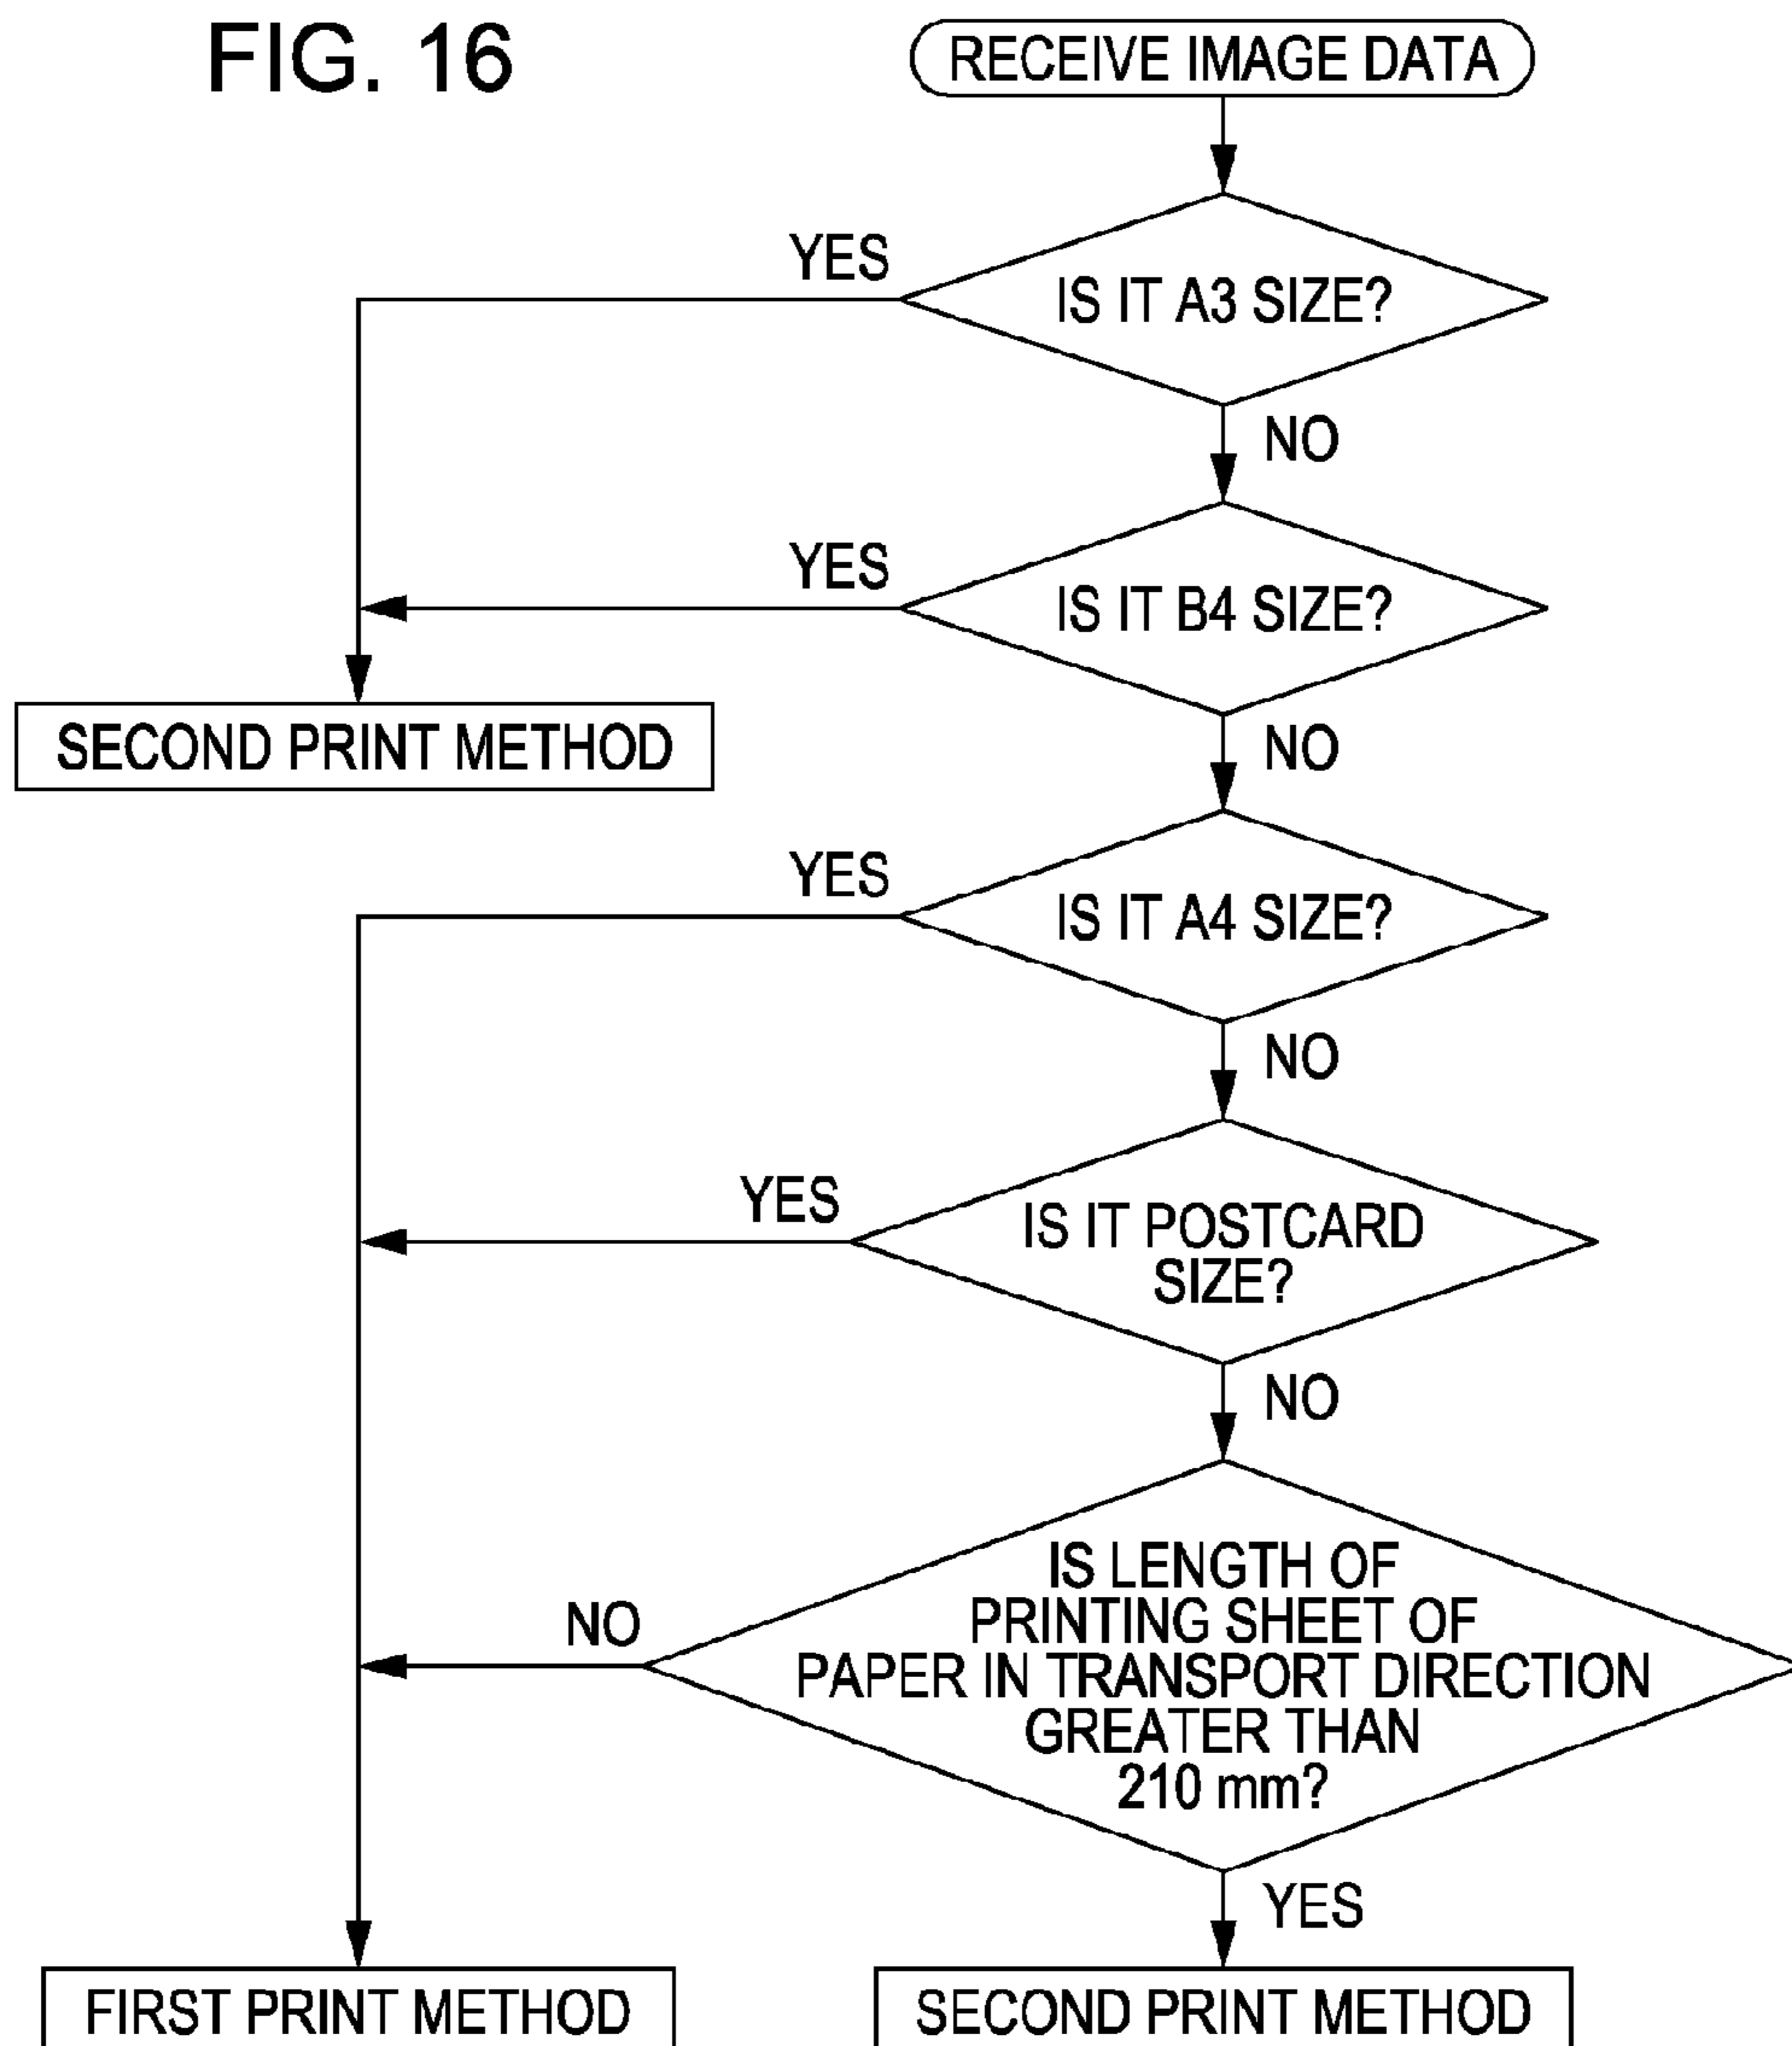 FIG. 16
RECEIVE IMAGE DATA
YES
IS IT A3 SIZE?
NO
YES
IS IT B4 SIZE?
SECOND PRINT METHOD
NO
YES
IS IT A4 SIZE?
NO
YES
IS IT POSTCARD
SIZE?
NO
IS LENGTH OF
PRINTING SHEET OF
PAPER IN TRANSPORT DIRECTION
GREATER THAN
210 mm?
NO
YES
FIRST PRINT METHOD
SECOND PRINT METHOD